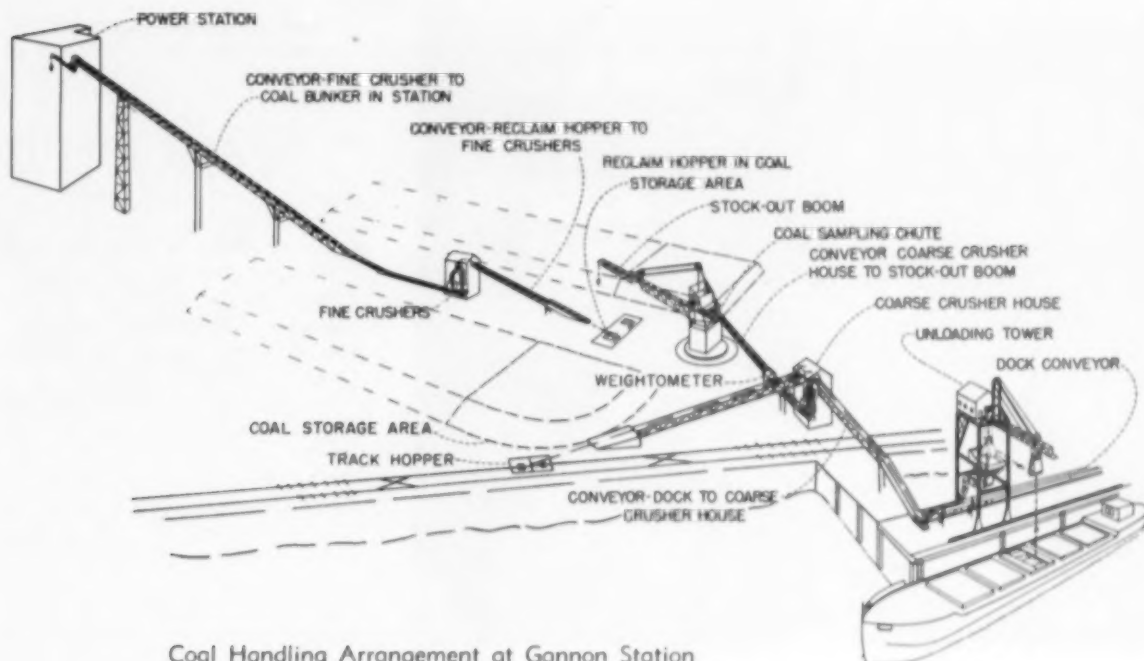 POWER STATION
CONVEYOR-FINE CRUSHER TO
COAL BUNKER IN STATION
CONVEYOR-RECLAIM HOPPER TO
FINE CRUSHERS
RECLAIM HOPPER IN COAL
STORAGE AREA
STOCK-OUT BOOM
COAL SAMPLING CHUTE
CONVEYOR COARSE CRUSHER
HOUSE TO STOCK-OUT BOOM
COARSE CRUSHER HOUSE
UNLOADING TOWER
DOCK CONVEYOR
FINE CRUSHERS
WEIGHTOMETER
COAL STORAGE AREA
TRACK HOPPER
CONVEYOR-DOCK TO COARSE
CRUSHER HOUSE
Coal Handling Arrangement at Gannon Station